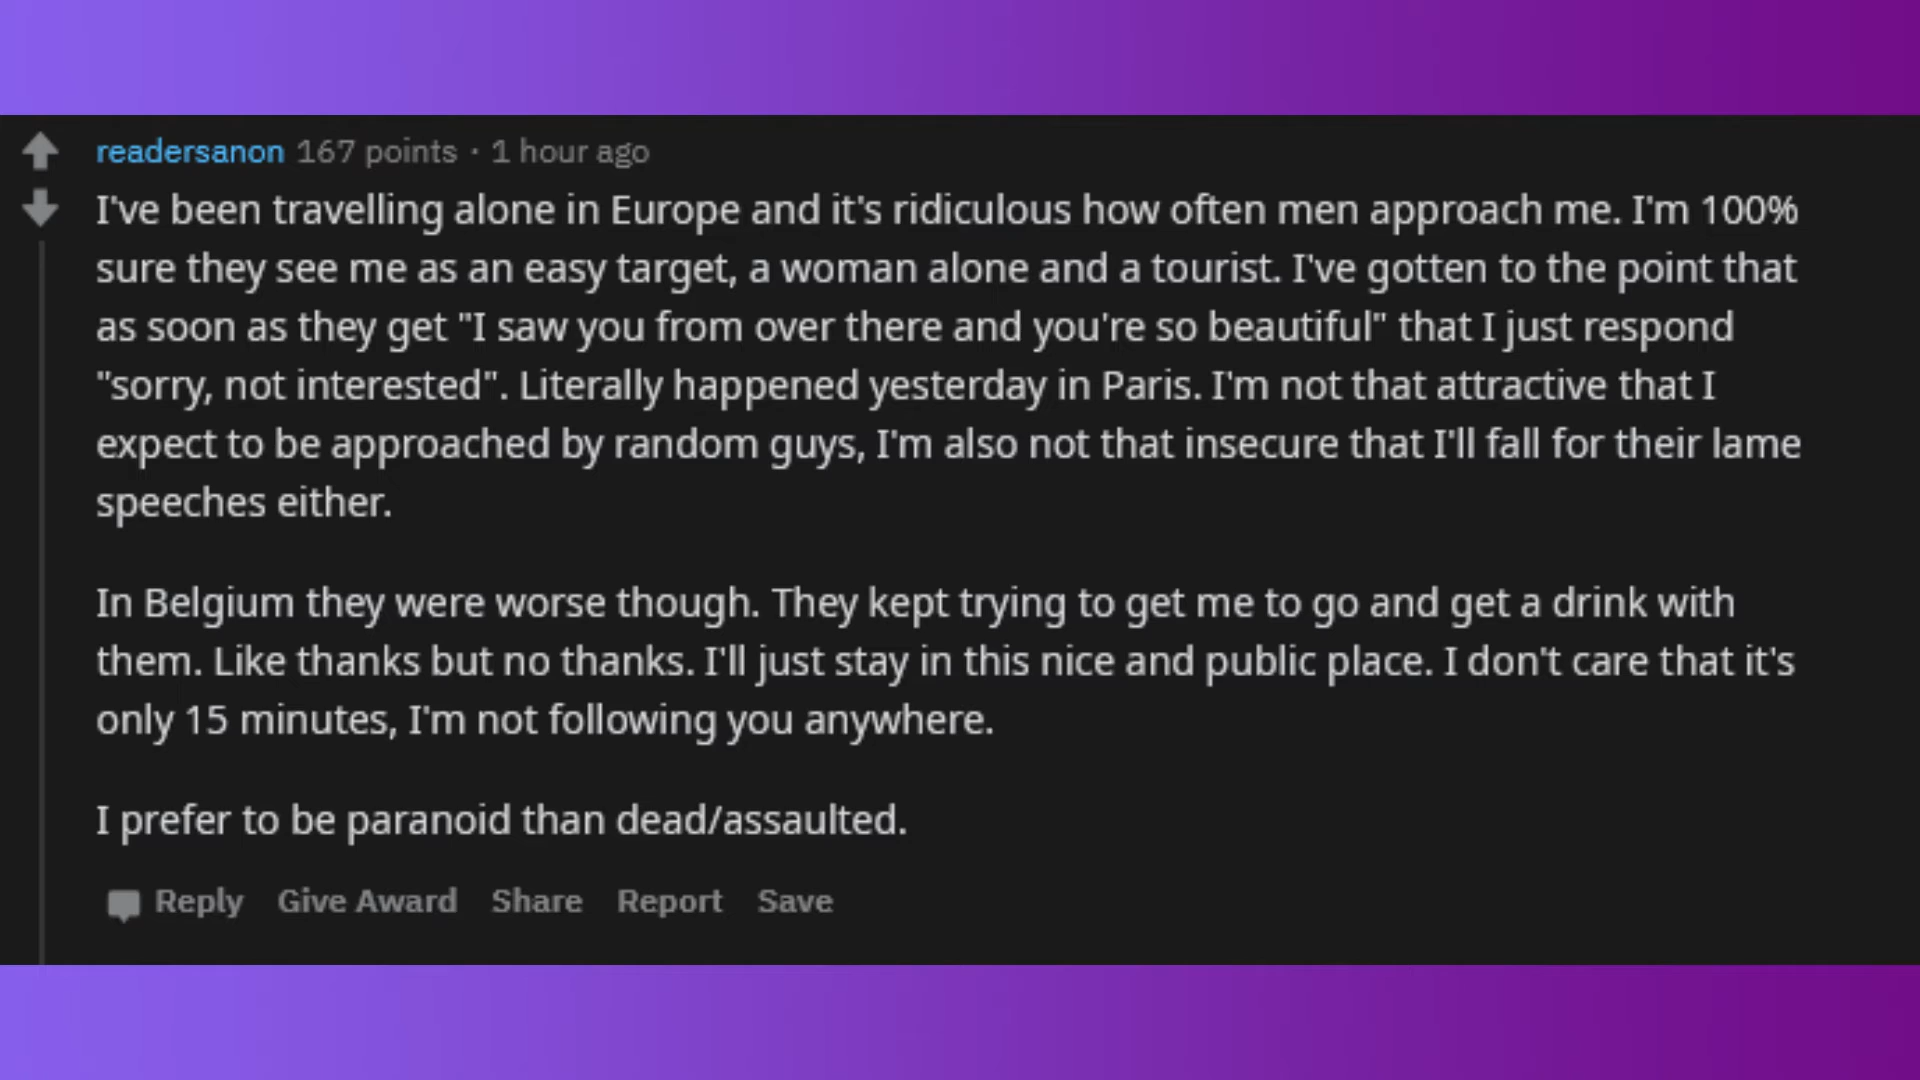 readersanon 167 points · 1 hour ago
I've been travelling alone in Europe and it's ridiculous how often men approach me. I'm 100%
sure they see me as an easy target, a woman alone and a tourist. I've gotten to the point that
as soon as they get "I saw you from over there and you're so beautiful" that I just respond
"sorry, not interested". Literally happened yesterday in Paris. I'm not that attractive that I
expect to be approached by random guys, I'm also not that insecure that I'll fall for their lame
speeches either.
In Belgium they were worse though. They kept trying to get me to go and get a drink with
them. Like thanks but no thanks. I'll just stay in this nice and public place. I don't care that it's
only 15 minutes, I'm not following you anywhere.
I prefer to be paranoid than dead/assaulted.
Reply Give Award Share Report Save